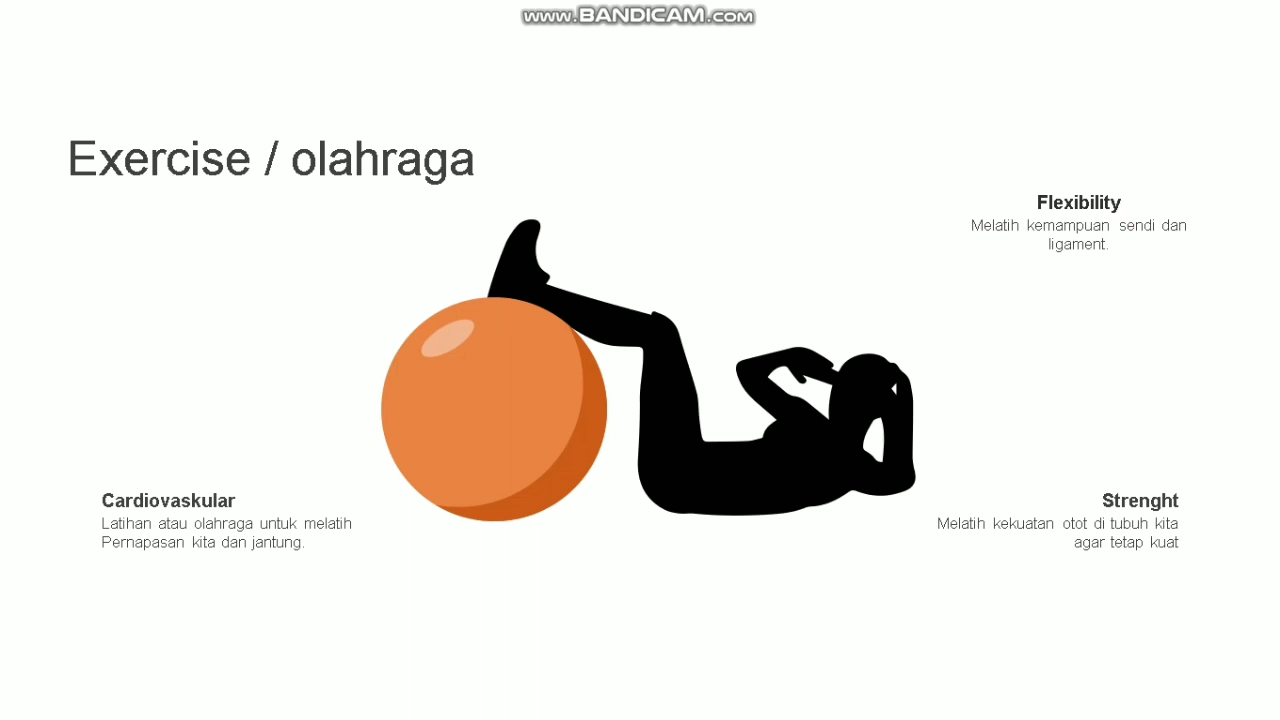 www.BANDICAM.com
Exercise / olahraga
Flexibility
Melatih kemampuan sendi dan
ligament.
Cardiovaskular
Latihan atau olahraga untuk melatih
Pernapasan kita dan jantung.
Strenght
Melatih kekuatan otot di tubuh kita
agar tetap kuat